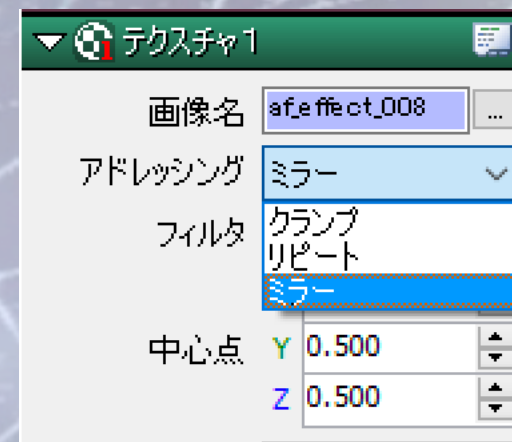 テクスチャ1
画像名 af_effect_008 ...
アドレッシング ミラー
フィルタ クランプ
リピート
ミラー
中心点 Y 0.500
Z 0.500